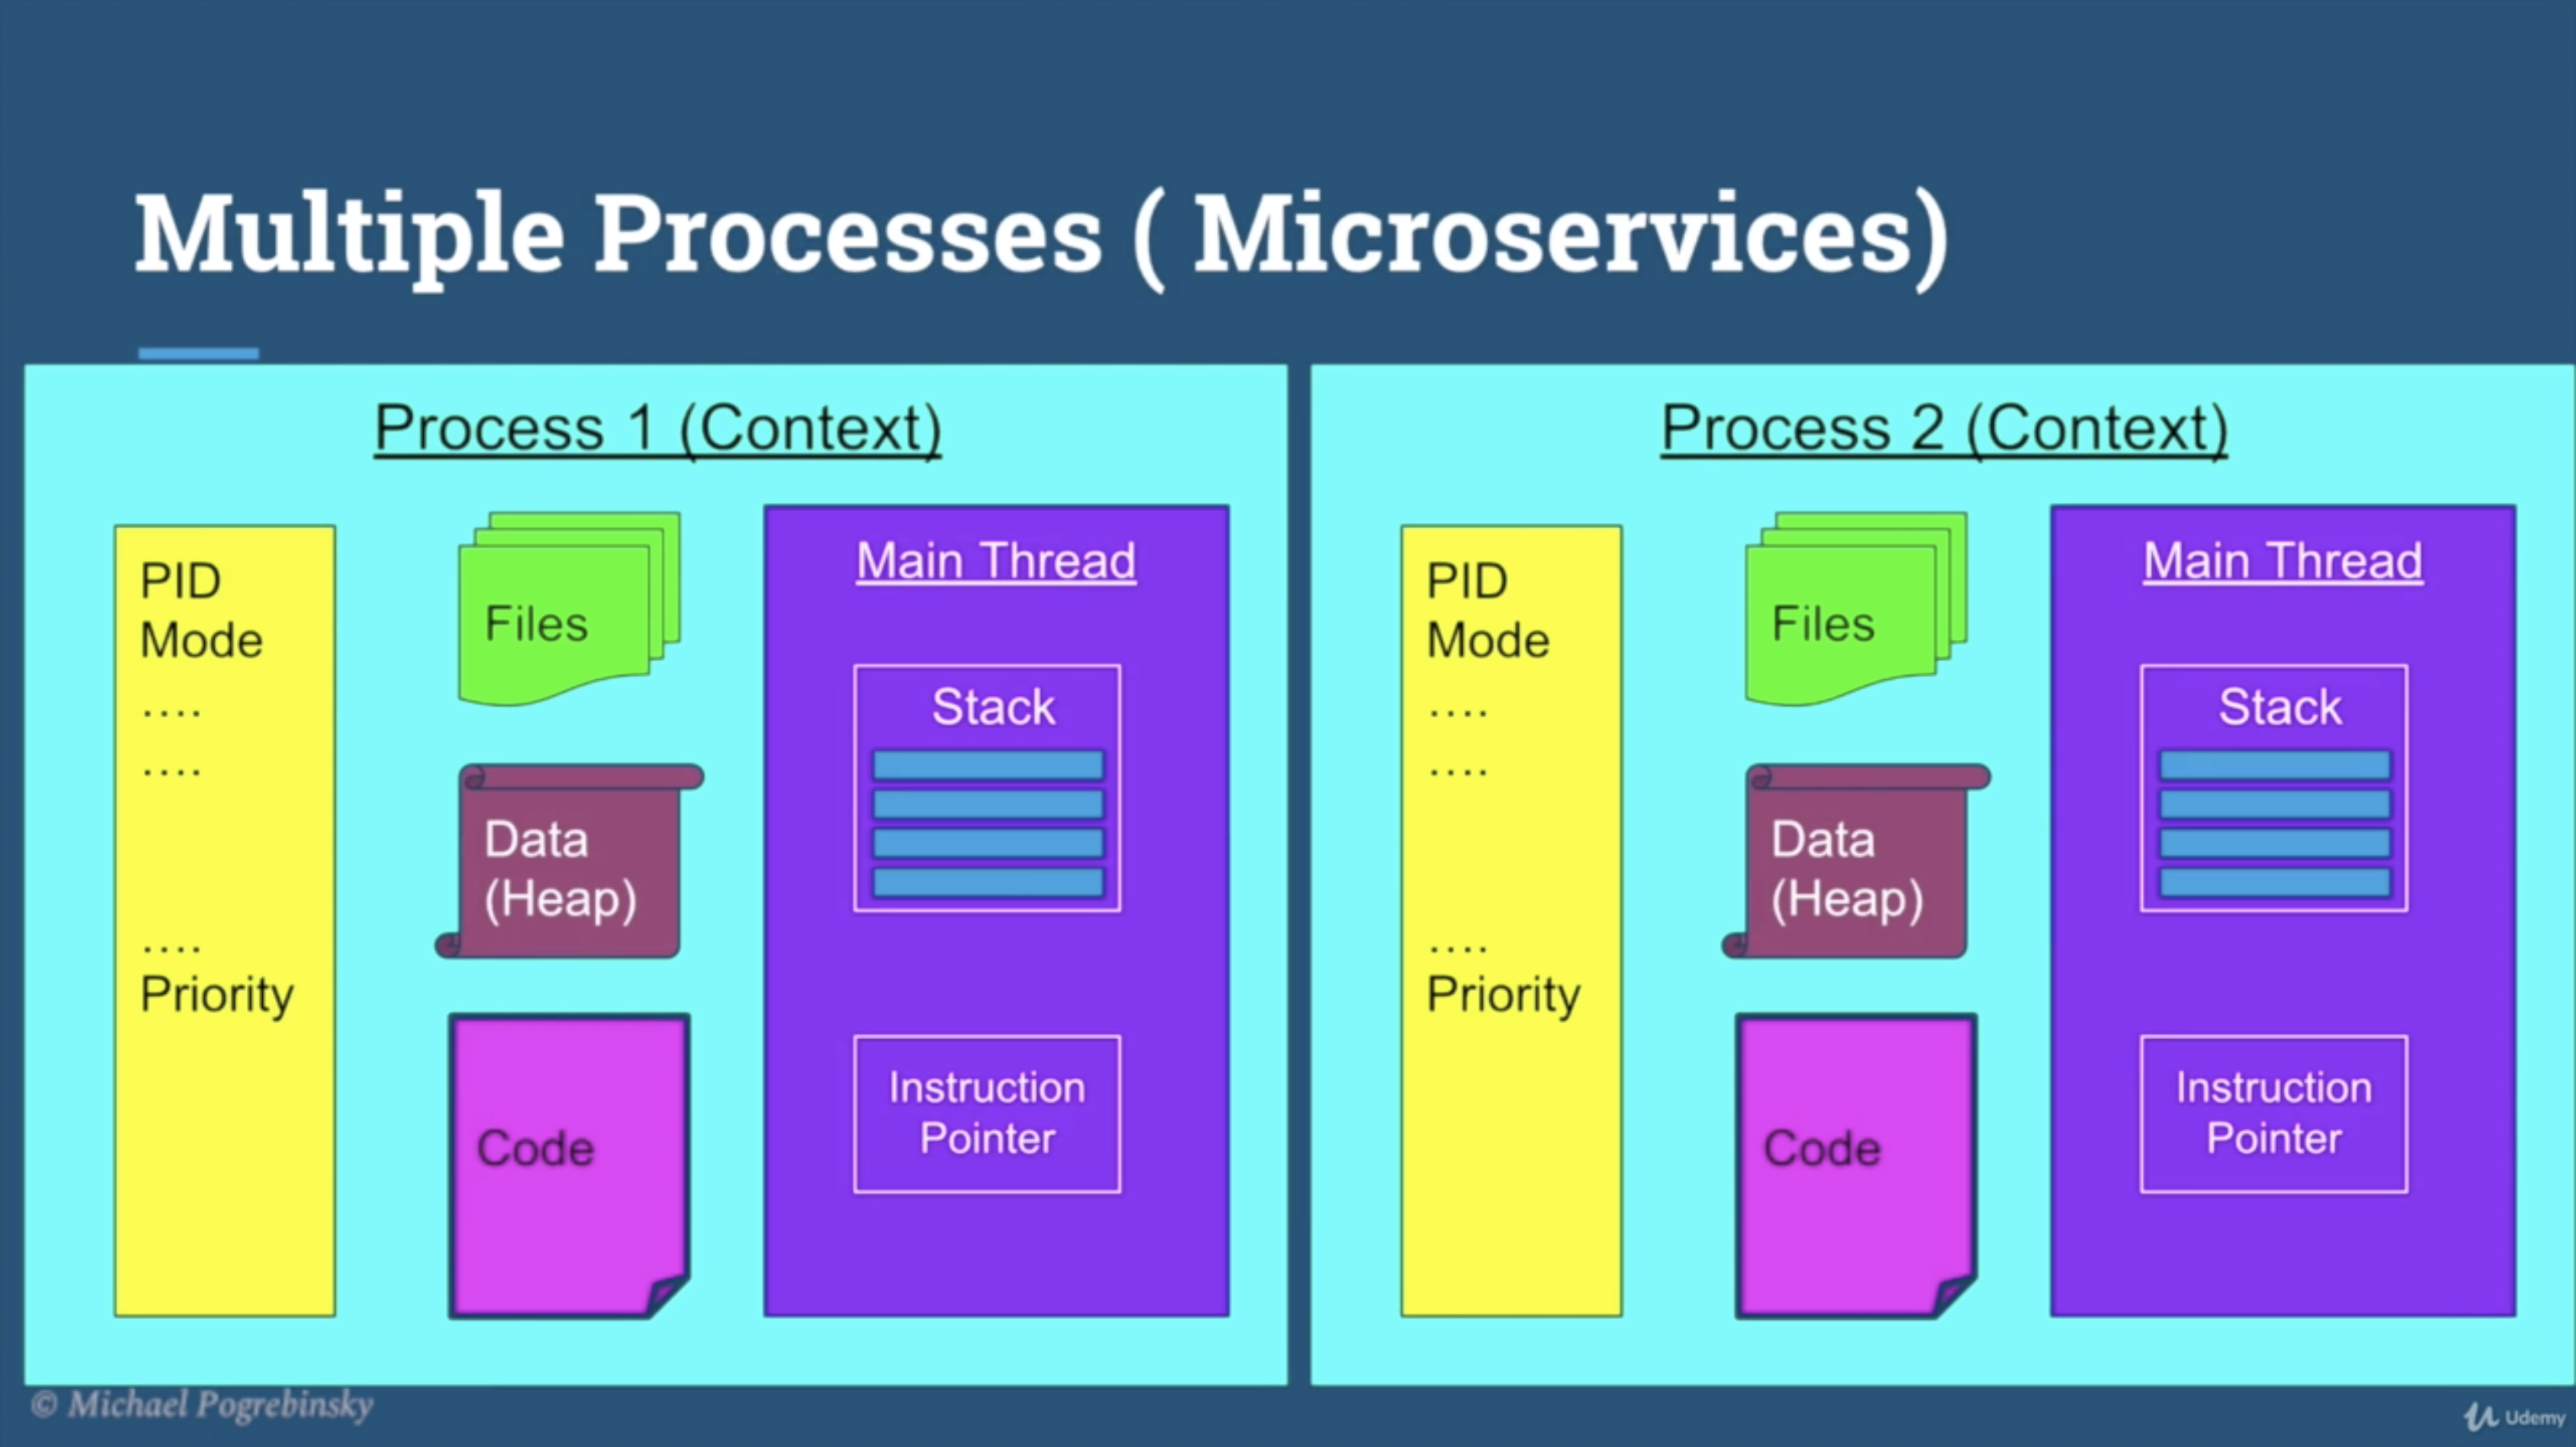 Multiple Processes ( Microservices)
Process 1 (Context)
PID
Mode
....
....
....
Priority
Files
Data
(Heap)
Code
Main Thread
Stack
Instruction
Pointer
Process 2 (Context)
PID
Mode
....
....
....
Priority
Files
Data
(Heap)
Code
Main Thread
Stack
Instruction
Pointer
© Michael Pogrebinsky
Udemy